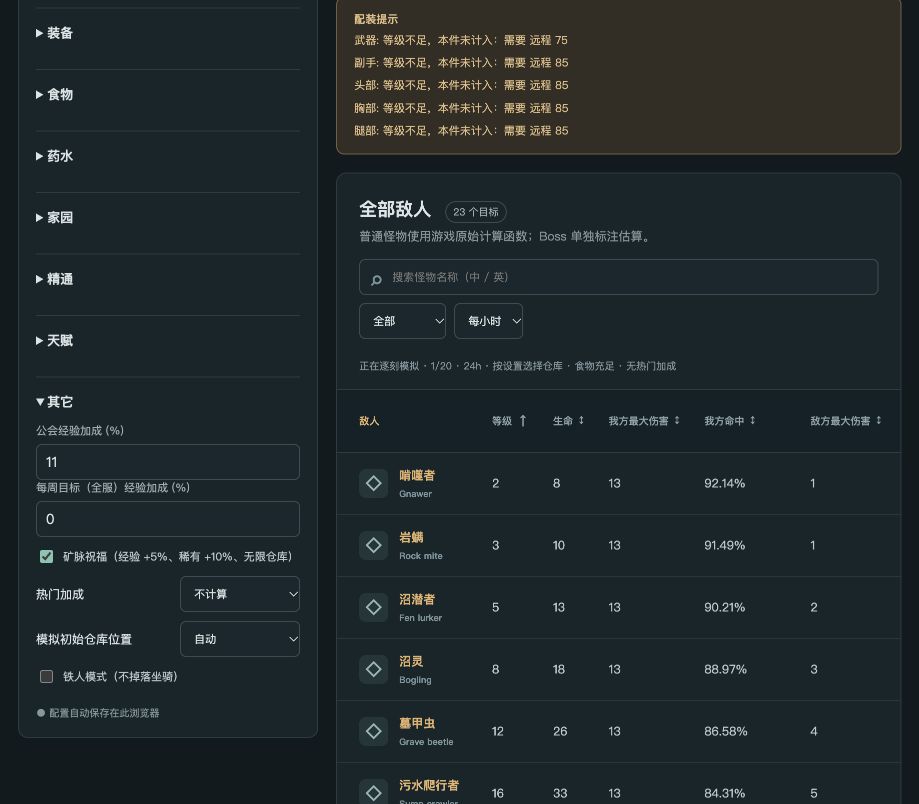 装备
食物
药水
家园
精通
天赋
其它
公会经验加成 (%)
11
每周目标（全服）经验加成 (%)
0
矿脉祝福（经验 +5%、稀有 +10%、无限仓库）
热门加成
不计算
模拟初始仓库位置
自动
铁人模式（不掉落坐骑）
配置自动保存在此浏览器
配装提示
武器: 等级不足，本件未计入：需要 远程 75
副手: 等级不足，本件未计入：需要 远程 85
头部: 等级不足，本件未计入：需要 远程 85
胸部: 等级不足，本件未计入：需要 远程 85
腿部: 等级不足，本件未计入：需要 远程 85
全部敌人 23 个目标
普通怪物使用游戏原始计算函数；Boss 单独标注估算。
搜索怪物名称（中 / 英）
全部 每小时
正在逐刻模拟 · 1/20 · 24h · 按设置选择仓库 · 食物充足 · 无热门加成
敌人 等级 ↑ 生命 ↕ 我方最大伤害 ↕ 我方命中 ↕ 敌方最大伤害 ↕
啃噬者 2 8 13 92.14% 1
Gnawer
岩螨 3 10 13 91.49% 1
Rock mite
沼潜者 5 13 13 90.21% 2
Fen lurker
沼灵 8 18 13 88.97% 3
Bogling
墓甲虫 12 26 13 86.58% 4
Grave beetle
污水爬行者 16 33 13 84.31% 5